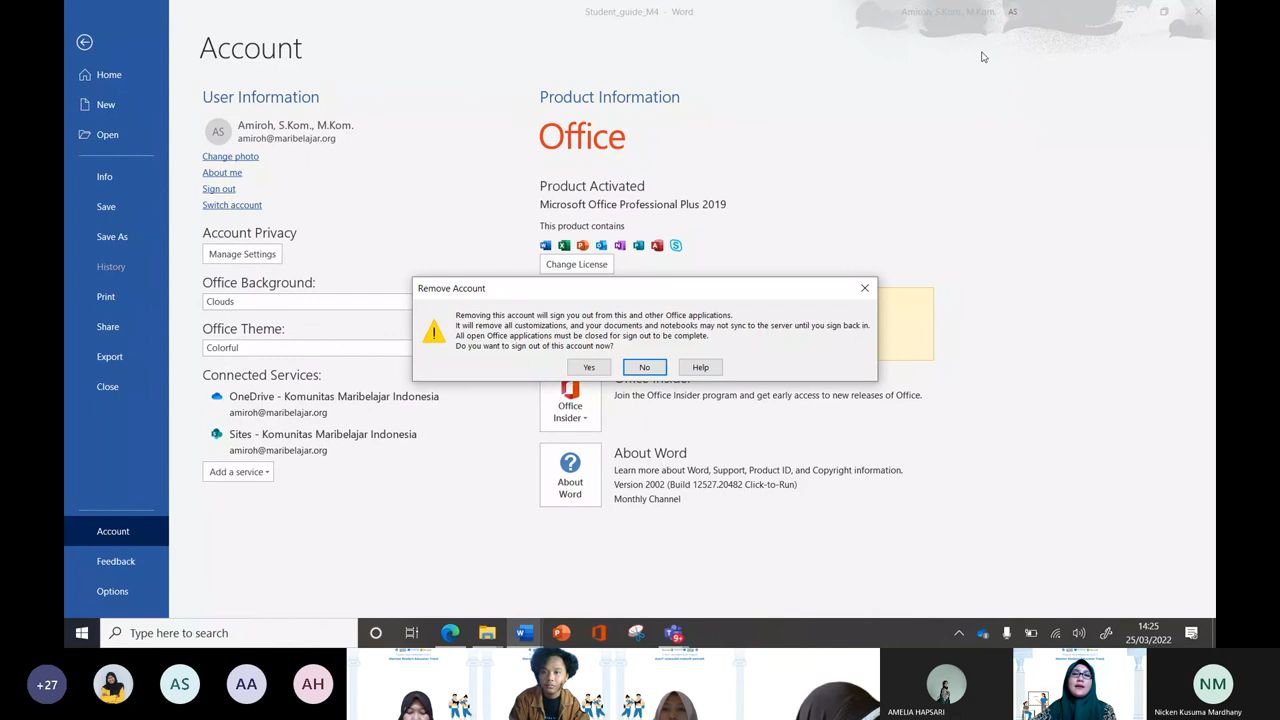 Student_guide_M4 - Word
Amiroh, S.Kom., M.Kom.
AS
Account
Home
New
Open
Info
Save
Save As
History
Print
Share
Export
Close
Account
Feedback
Options
User Information
AS
Amiroh, S.Kom., M.Kom.
amiroh@maribelajar.org
Change photo
About me
Sign out
Switch account
Account Privacy
Manage Settings
Office Background:
Clouds
Office Theme:
Colorful
Connected Services:
OneDrive - Komunitas Maribelajar Indonesia
amiroh@maribelajar.org
Sites - Komunitas Maribelajar Indonesia
amiroh@maribelajar.org
Add a service
Product Information
Office
Product Activated
Microsoft Office Professional Plus 2019
This product contains
Change License
Remove Account
Removing this account will sign you out from this and other Office applications.
It will remove all customizations, and your documents and notebooks may not sync to the server until you sign back in.
All open Office applications must be closed for sign out to be complete.
Do you want to sign out of this account now?
Yes
No
Help
Office Insider
Office
Insider
Join the Office Insider program and get early access to new releases of Office.
About
Word
About Word
Learn more about Word, Support, Product ID, and Copyright information.
Version 2002 (Build 12527.20482 Click-to-Run)
Monthly Channel
Type here to search
9+
14:25
25/03/2022
+27
AS
AA
AH
AMELIA HAPSARI
NM
Nicken Kusuma Mardhany